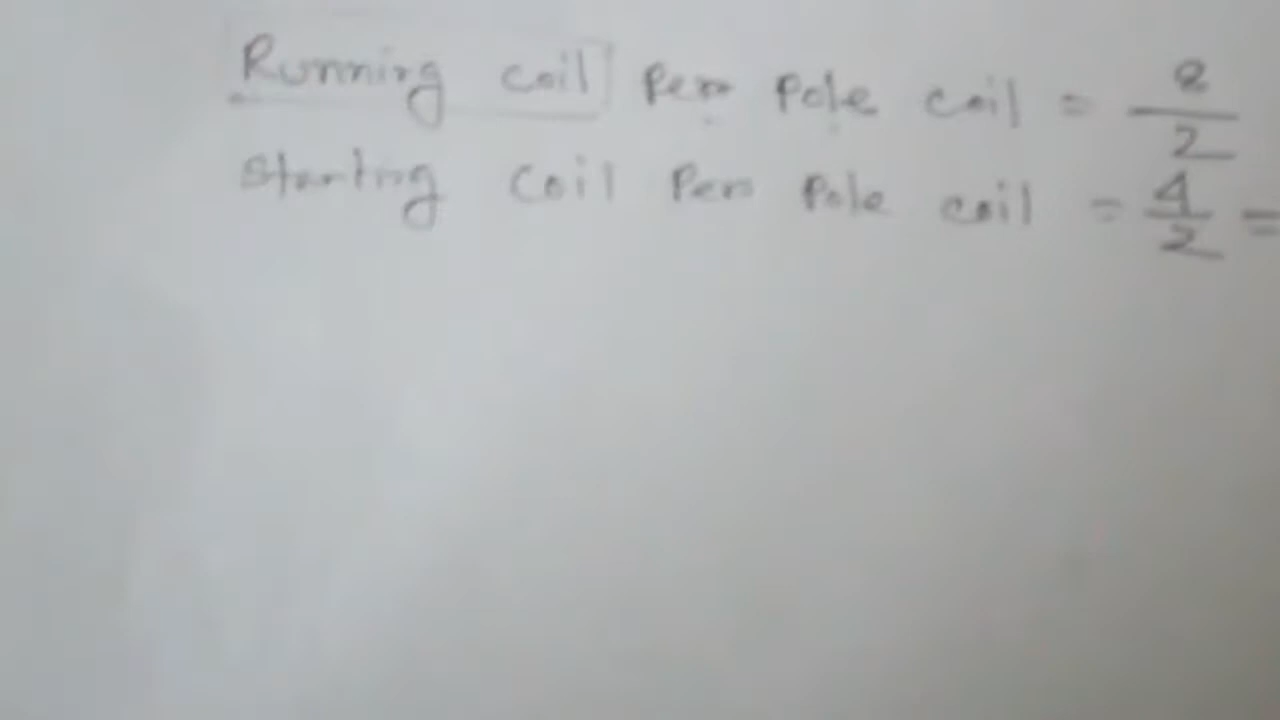 Running coil Per Pole coil = 8/2
Starting coil Per Pole coil = 4/2 =